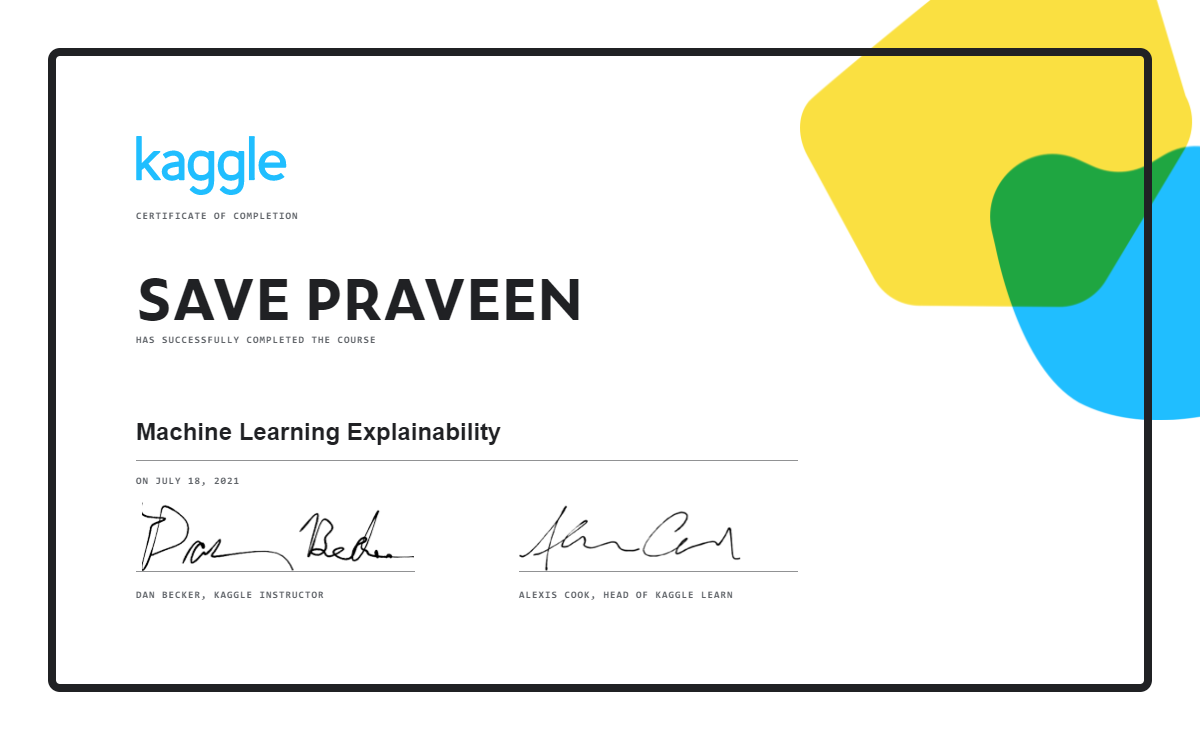 kaggle
CERTIFICATE OF COMPLETION
SAVE PRAVEEN
HAS SUCCESSFULLY COMPLETED THE COURSE
Machine Learning Explainability
ON JULY 18, 2021
Dan Becker
Alexis Cook
DAN BECKER, KAGGLE INSTRUCTOR
ALEXIS COOK, HEAD OF KAGGLE LEARN